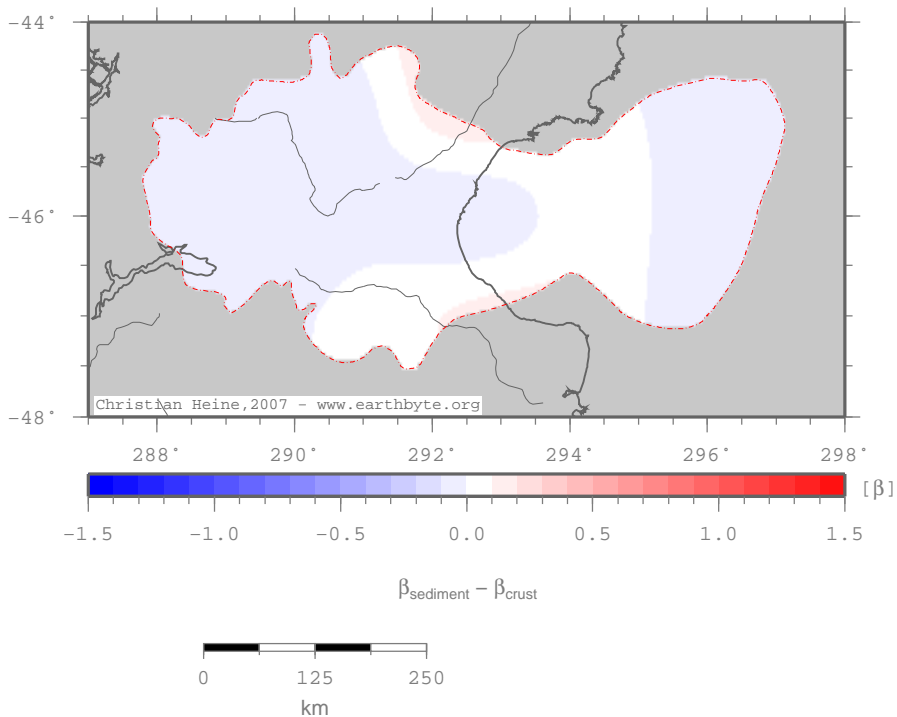 −44°
−46°
−48°
Christian Heine,2007 − www.earthbyte.org
288° 290° 292° 294° 296° 298°
[β]
−1.5 −1.0 −0.5 0.0 0.5 1.0 1.5
βsediment − βcrust
0 125 250
km